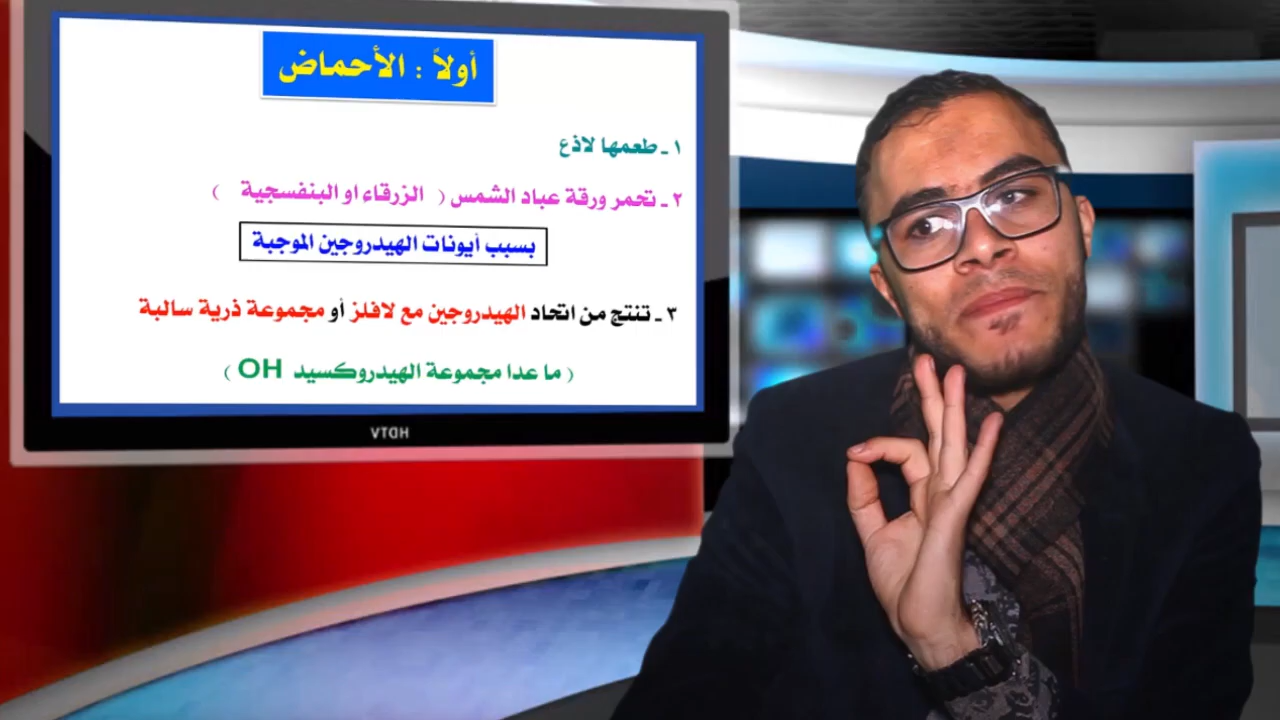 أولاً : الأحماض
١ ـ طعمها لاذع
٢ ـ تحمر ورقة عباد الشمس ( الزرقاء او البنفسجية )
بسبب أيونات الهيدروجين الموجبة
٣ ـ تنتج من اتحاد الهيدروجين مع لافلز أو مجموعة ذرية سالبة
( ما عدا مجموعة الهيدروكسيد OH )
HDTV